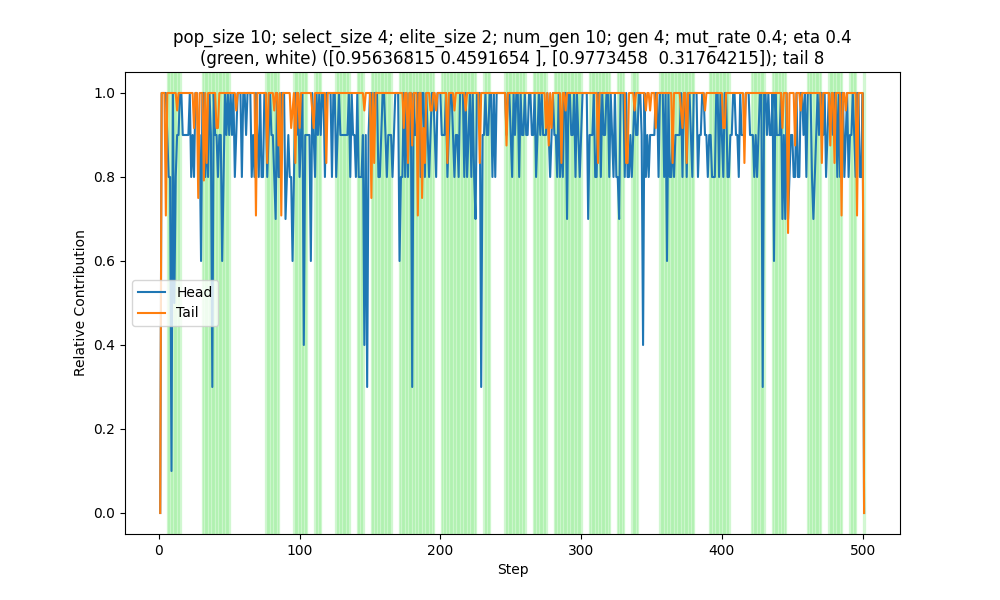 pop_size 10; select_size 4; elite_size 2; num_gen 10; gen 4; mut_rate 0.4; eta 0.4
(green, white) ([0.95636815 0.4591654 ], [0.9773458  0.31764215]); tail 8
1.0
0.8
0.6
0.4
0.2
0.0
Relative Contribution
Head
Tail
0
100
200
300
400
500
Step